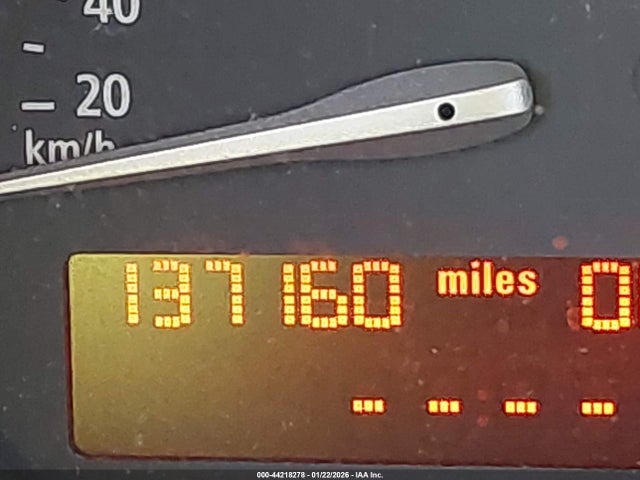 40
20
km/h
137160 miles 0
- - - -
000-44218278 - 01/22/2026 - IAA Inc.